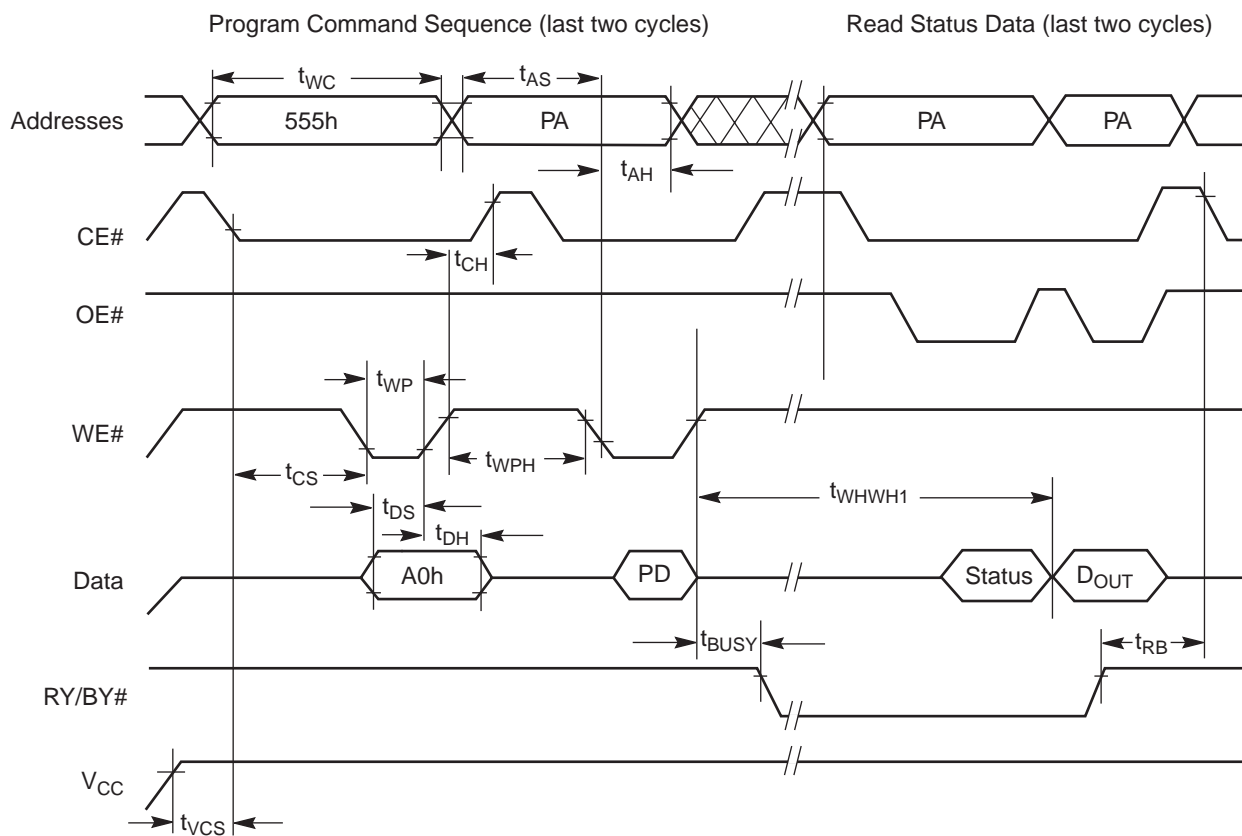 Program Command Sequence (last two cycles) Read Status Data (last two cycles)
tWC tAS
Addresses 555h PA PA PA
tAH
CE#
tCH
OE#
tWP
WE#
tCS tWPH tWHWH1
tDS
tDH
Data A0h PD Status DOUT
tBUSY tRB
RY/BY#
VCC
tVCS